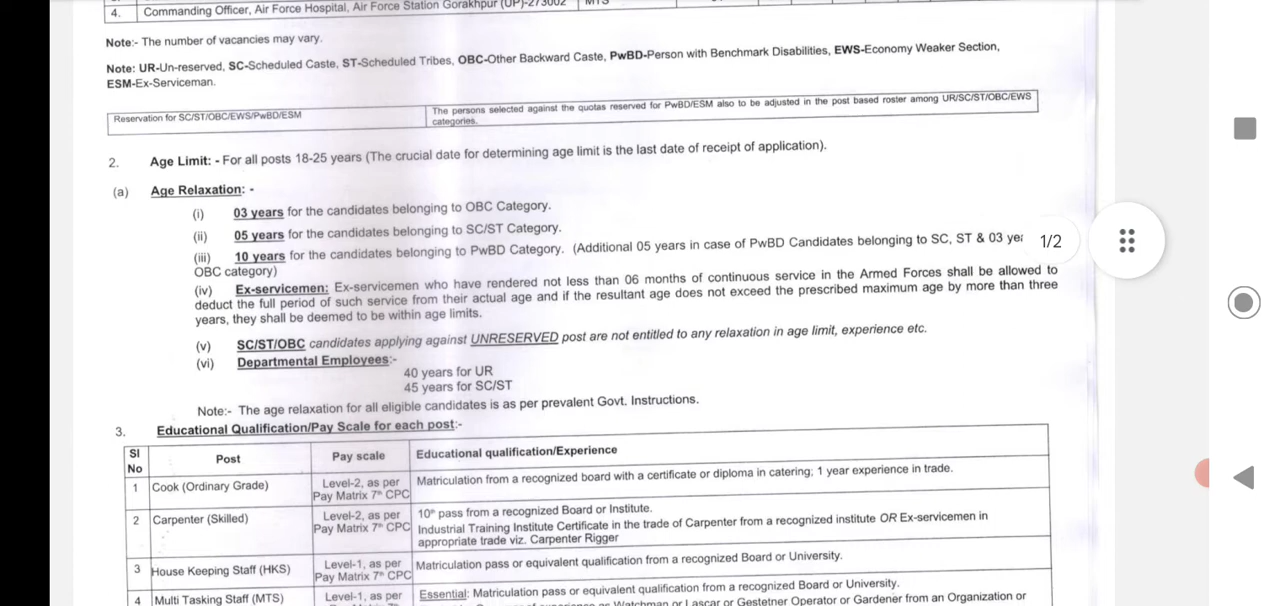 4. Commanding Officer, Air Force Hospital, Air Force Station Gorakhpur (UP)-273002 MTS
Note:- The number of vacancies may vary.
Note: UR-Un-reserved, SC-Scheduled Caste, ST-Scheduled Tribes, OBC-Other Backward Caste, PwBD-Person with Benchmark Disabilities, EWS-Economy Weaker Section,
ESM-Ex-Serviceman.
Reservation for SC/ST/OBC/EWS/PwBD/ESM
The persons selected against the quotas reserved for PwBD/ESM also to be adjusted in the post based roster among UR/SC/ST/OBC/EWS
categories.
2. Age Limit: - For all posts 18-25 years (The crucial date for determining age limit is the last date of receipt of application).
(a) Age Relaxation: -
(i) 03 years for the candidates belonging to OBC Category.
(ii) 05 years for the candidates belonging to SC/ST Category.
(iii) 10 years for the candidates belonging to PwBD Category. (Additional 05 years in case of PwBD Candidates belonging to SC, ST & 03
1/2
OBC category)
(iv) Ex-servicemen: Ex-servicemen who have rendered not less than 06 months of continuous service in the Armed Forces shall be allowed to
deduct the full period of such service from their actual age and if the resultant age does not exceed the prescribed maximum age by more than three
years, they shall be deemed to be within age limits.
(v) SC/ST/OBC candidates applying against UNRESERVED post are not entitled to any relaxation in age limit, experience etc.
(vi) Departmental Employees:-
40 years for UR
45 years for SC/ST
Note:- The age relaxation for all eligible candidates is as per prevalent Govt. Instructions.
3. Educational Qualification/Pay Scale for each post:-
Sl No Post Pay scale Educational qualification/Experience
1 Cook (Ordinary Grade) Level-2, as per Pay Matrix 7th CPC Matriculation from a recognized board with a certificate or diploma in catering; 1 year experience in trade.
2 Carpenter (Skilled) Level-2, as per Pay Matrix 7th CPC 10th pass from a recognized Board or Institute.
Industrial Training Institute Certificate in the trade of Carpenter from a recognized institute OR Ex-servicemen in
appropriate trade viz. Carpenter Rigger
3 House Keeping Staff (HKS) Level-1, as per Pay Matrix 7th CPC Matriculation pass or equivalent qualification from a recognized Board or University.
4 Multi Tasking Staff (MTS) Level-1, as per Essential: Matriculation pass or equivalent qualification from a recognized Board or University.
Watchman or Lascar or Gestetner Operator or Gardener from an Organization or